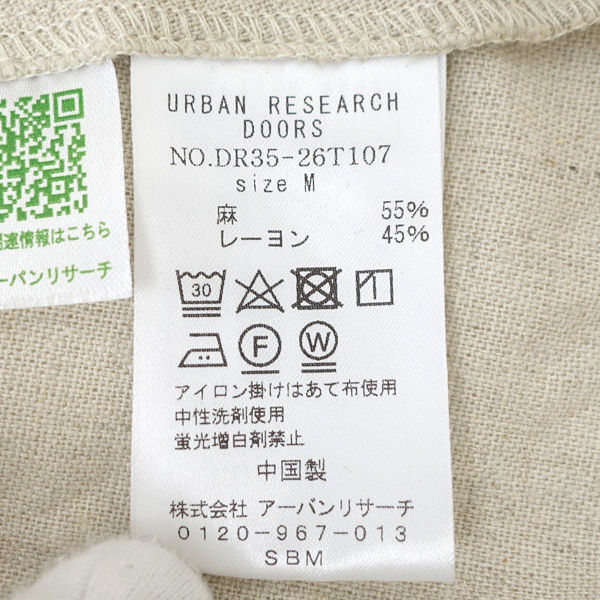 URBAN RESEARCH
DOORS
NO.DR35-26T107
size M
麻 55%
レーヨン 45%
30
F
W
アイロン掛けはあて布使用
中性洗剤使用
蛍光増白剤禁止
中国製
株式会社 アーバンリサーチ
0120-967-013
SBM
連情報はこちら
アーバンリサーチ